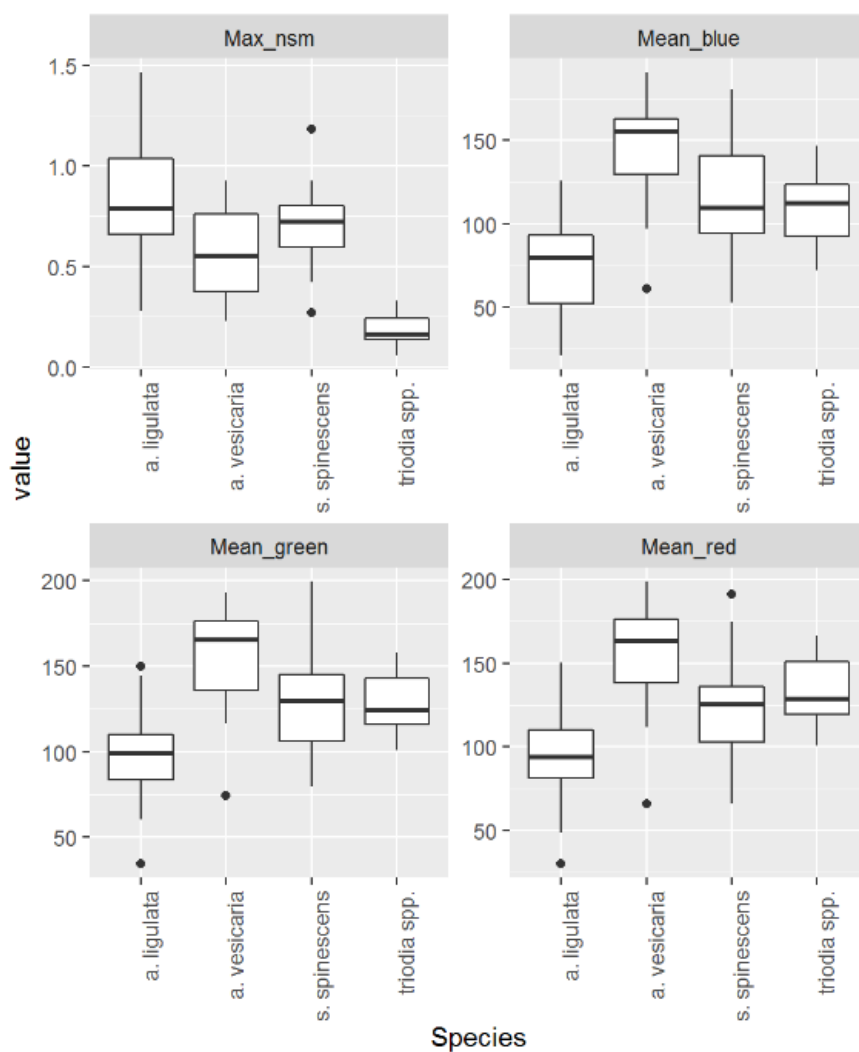 Max_nsm
Mean_blue
1.5
1.0
0.5
0.0
150
100
50
a. ligulata
a. vesicaria
s. spinescens
triodia spp.
a. ligulata
a. vesicaria
s. spinescens
triodia spp.
value
Mean_green
Mean_red
200
150
100
50
200
150
100
50
a. ligulata
a. vesicaria
s. spinescens
triodia spp.
a. ligulata
a. vesicaria
s. spinescens
triodia spp.
Species